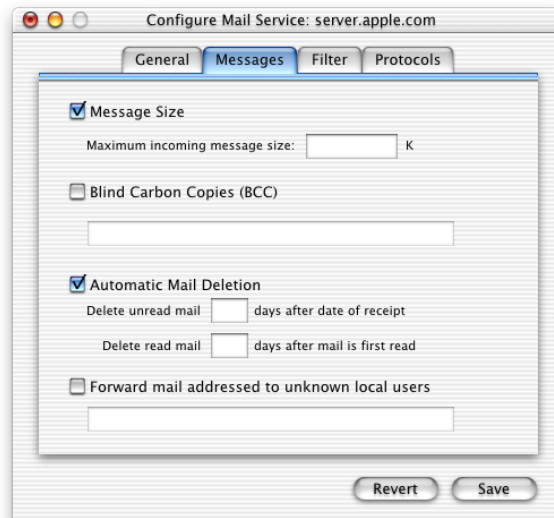 Configure Mail Service: server.apple.com
General Messages Filter Protocols
Message Size
Maximum incoming message size: K
Blind Carbon Copies (BCC)
Automatic Mail Deletion
Delete unread mail days after date of receipt
Delete read mail days after mail is first read
Forward mail addressed to unknown local users
Revert Save